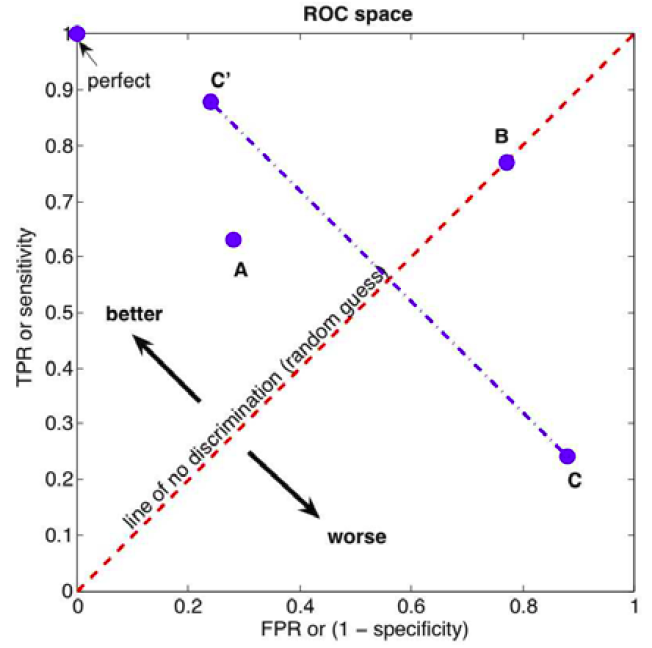 ROC space
1
perfect
C’
0.9
0.8
B
0.7
0.6
A
TPR or sensitivity
0.5
better
line of no discrimination (random guess)
0.4
0.3
C
0.2
0.1
worse
0
0
0.2
0.4
0.6
0.8
1
FPR or (1 − specificity)